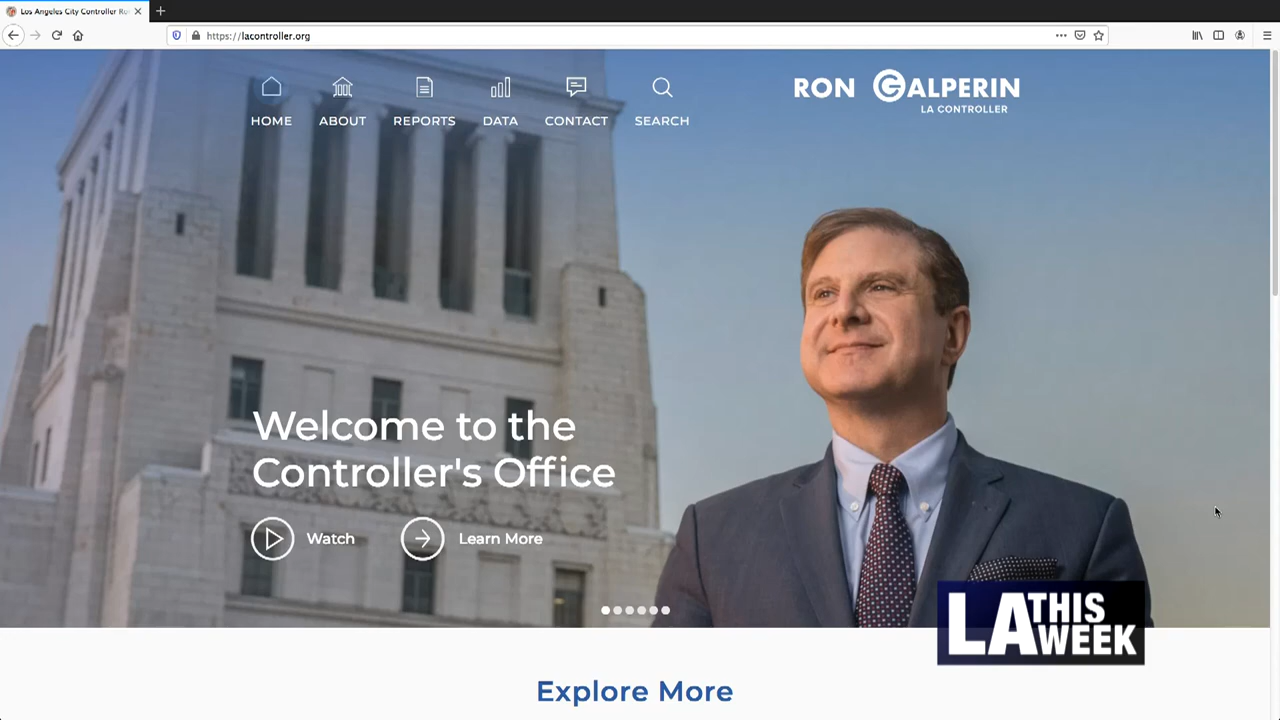 Los Angeles City Controller Ro
https://lacontroller.org
HOME
ABOUT
REPORTS
DATA
CONTACT
SEARCH
RON GALPERIN
LA CONTROLLER
Welcome to the
Controller's Office
Watch
Learn More
LA THIS WEEK
Explore More